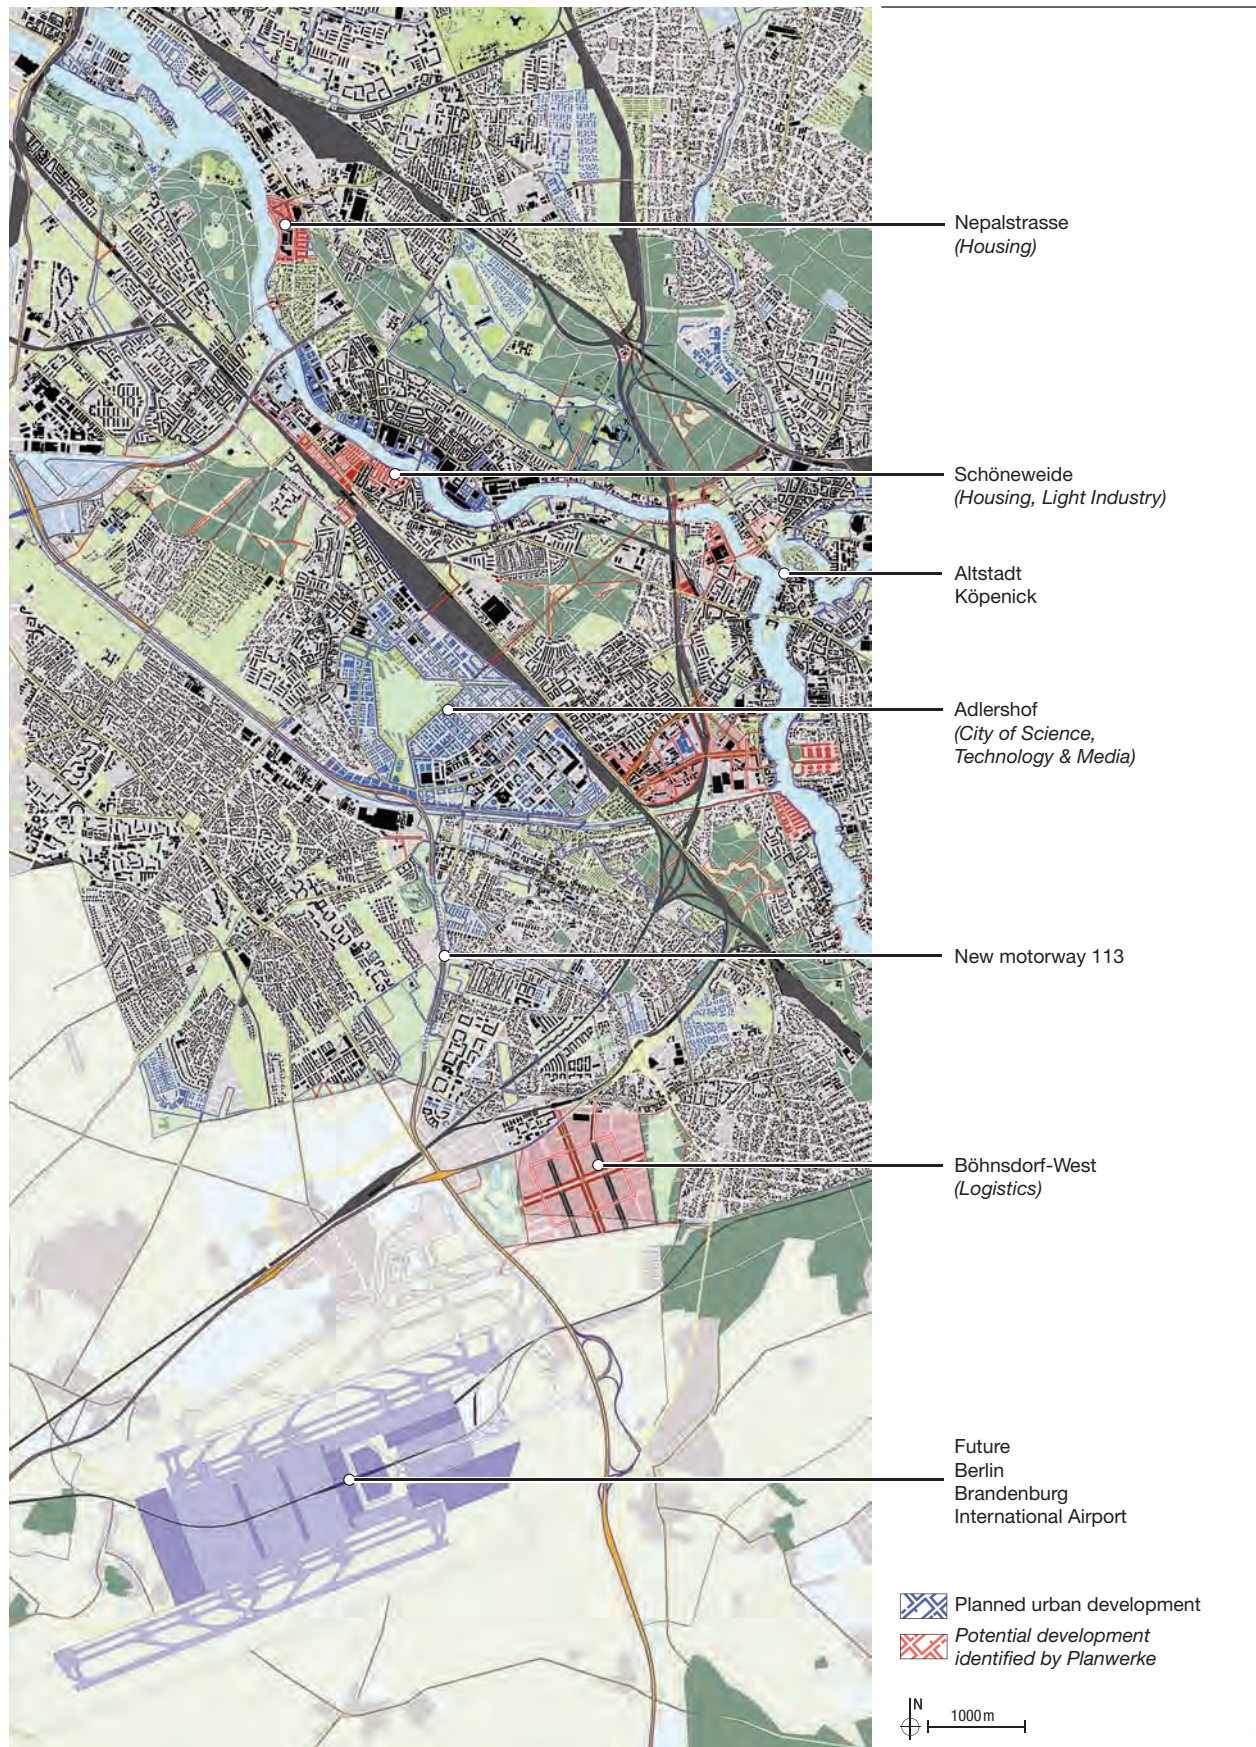 Nepalstrasse
(Housing)
Schöneweide
(Housing, Light Industry)
Altstadt
Köpenick
Adlershof
(City of Science,
Technology & Media)
New motorway 113
Böhnsdorf-West
(Logistics)
Future
Berlin
Brandenburg
International Airport
Planned urban development
Potential development
identified by Planwerke
N
1000 m